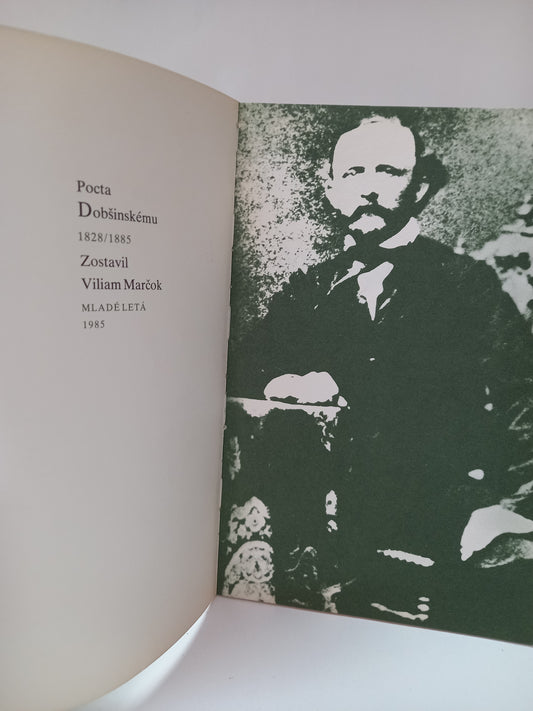 Pocta
Dobšinskému
1828/1885
Zostavil
Viliam Marčok
MLADÉ LETÁ
1985